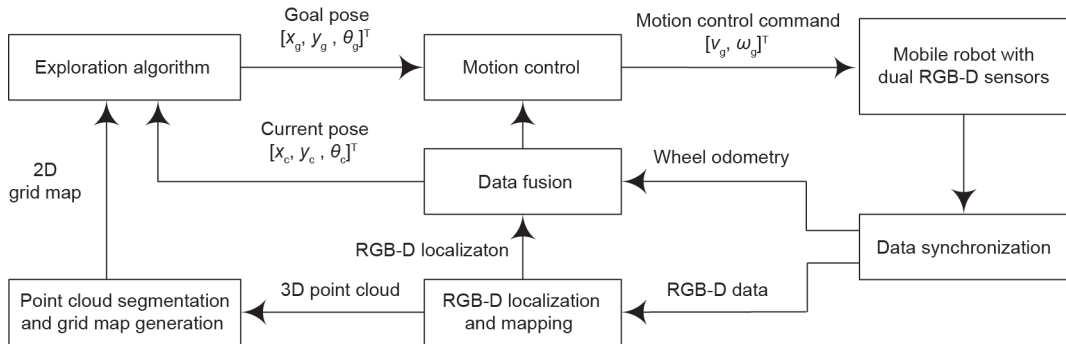 Goal pose
[x_g, y_g , θ_g]^T
Motion control command
[v_g, ω_g]^T
Exploration algorithm
Motion control
Mobile robot with
dual RGB-D sensors
Current pose
[x_c, y_c , θ_c]^T
2D
grid map
Wheel odometry
Data fusion
Data synchronization
RGB-D localizaton
3D point cloud
RGB-D data
Point cloud segmentation
and grid map generation
RGB-D localization
and mapping